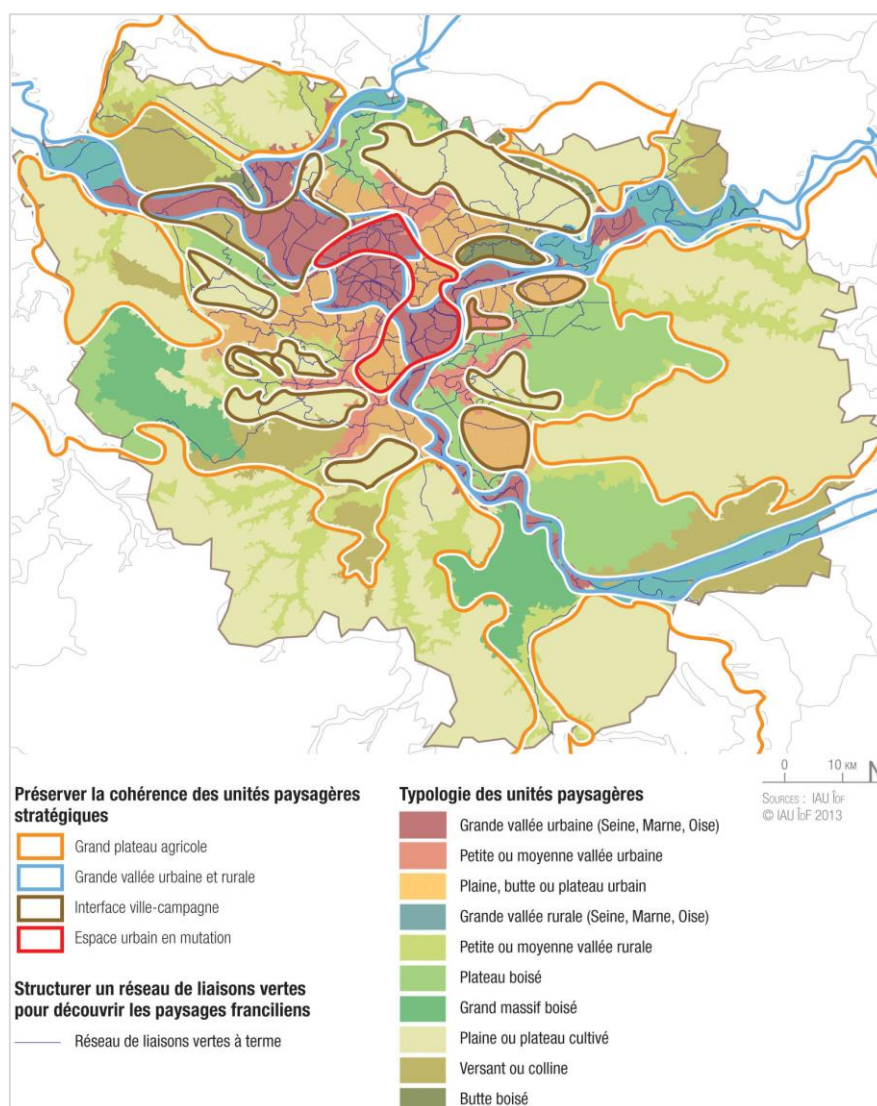 0 10 KM N
SOURCES : IAU ÎDF
© IAU ÎDF 2013
Préserver la cohérence des unités paysagères
stratégiques
Grand plateau agricole
Grande vallée urbaine et rurale
Interface ville-campagne
Espace urbain en mutation
Structurer un réseau de liaisons vertes
pour découvrir les paysages franciliens
Réseau de liaisons vertes à terme
Typologie des unités paysagères
Grande vallée urbaine (Seine, Marne, Oise)
Petite ou moyenne vallée urbaine
Plaine, butte ou plateau urbain
Grande vallée rurale (Seine, Marne, Oise)
Petite ou moyenne vallée rurale
Plateau boisé
Grand massif boisé
Plaine ou plateau cultivé
Versant ou colline
Butte boisé